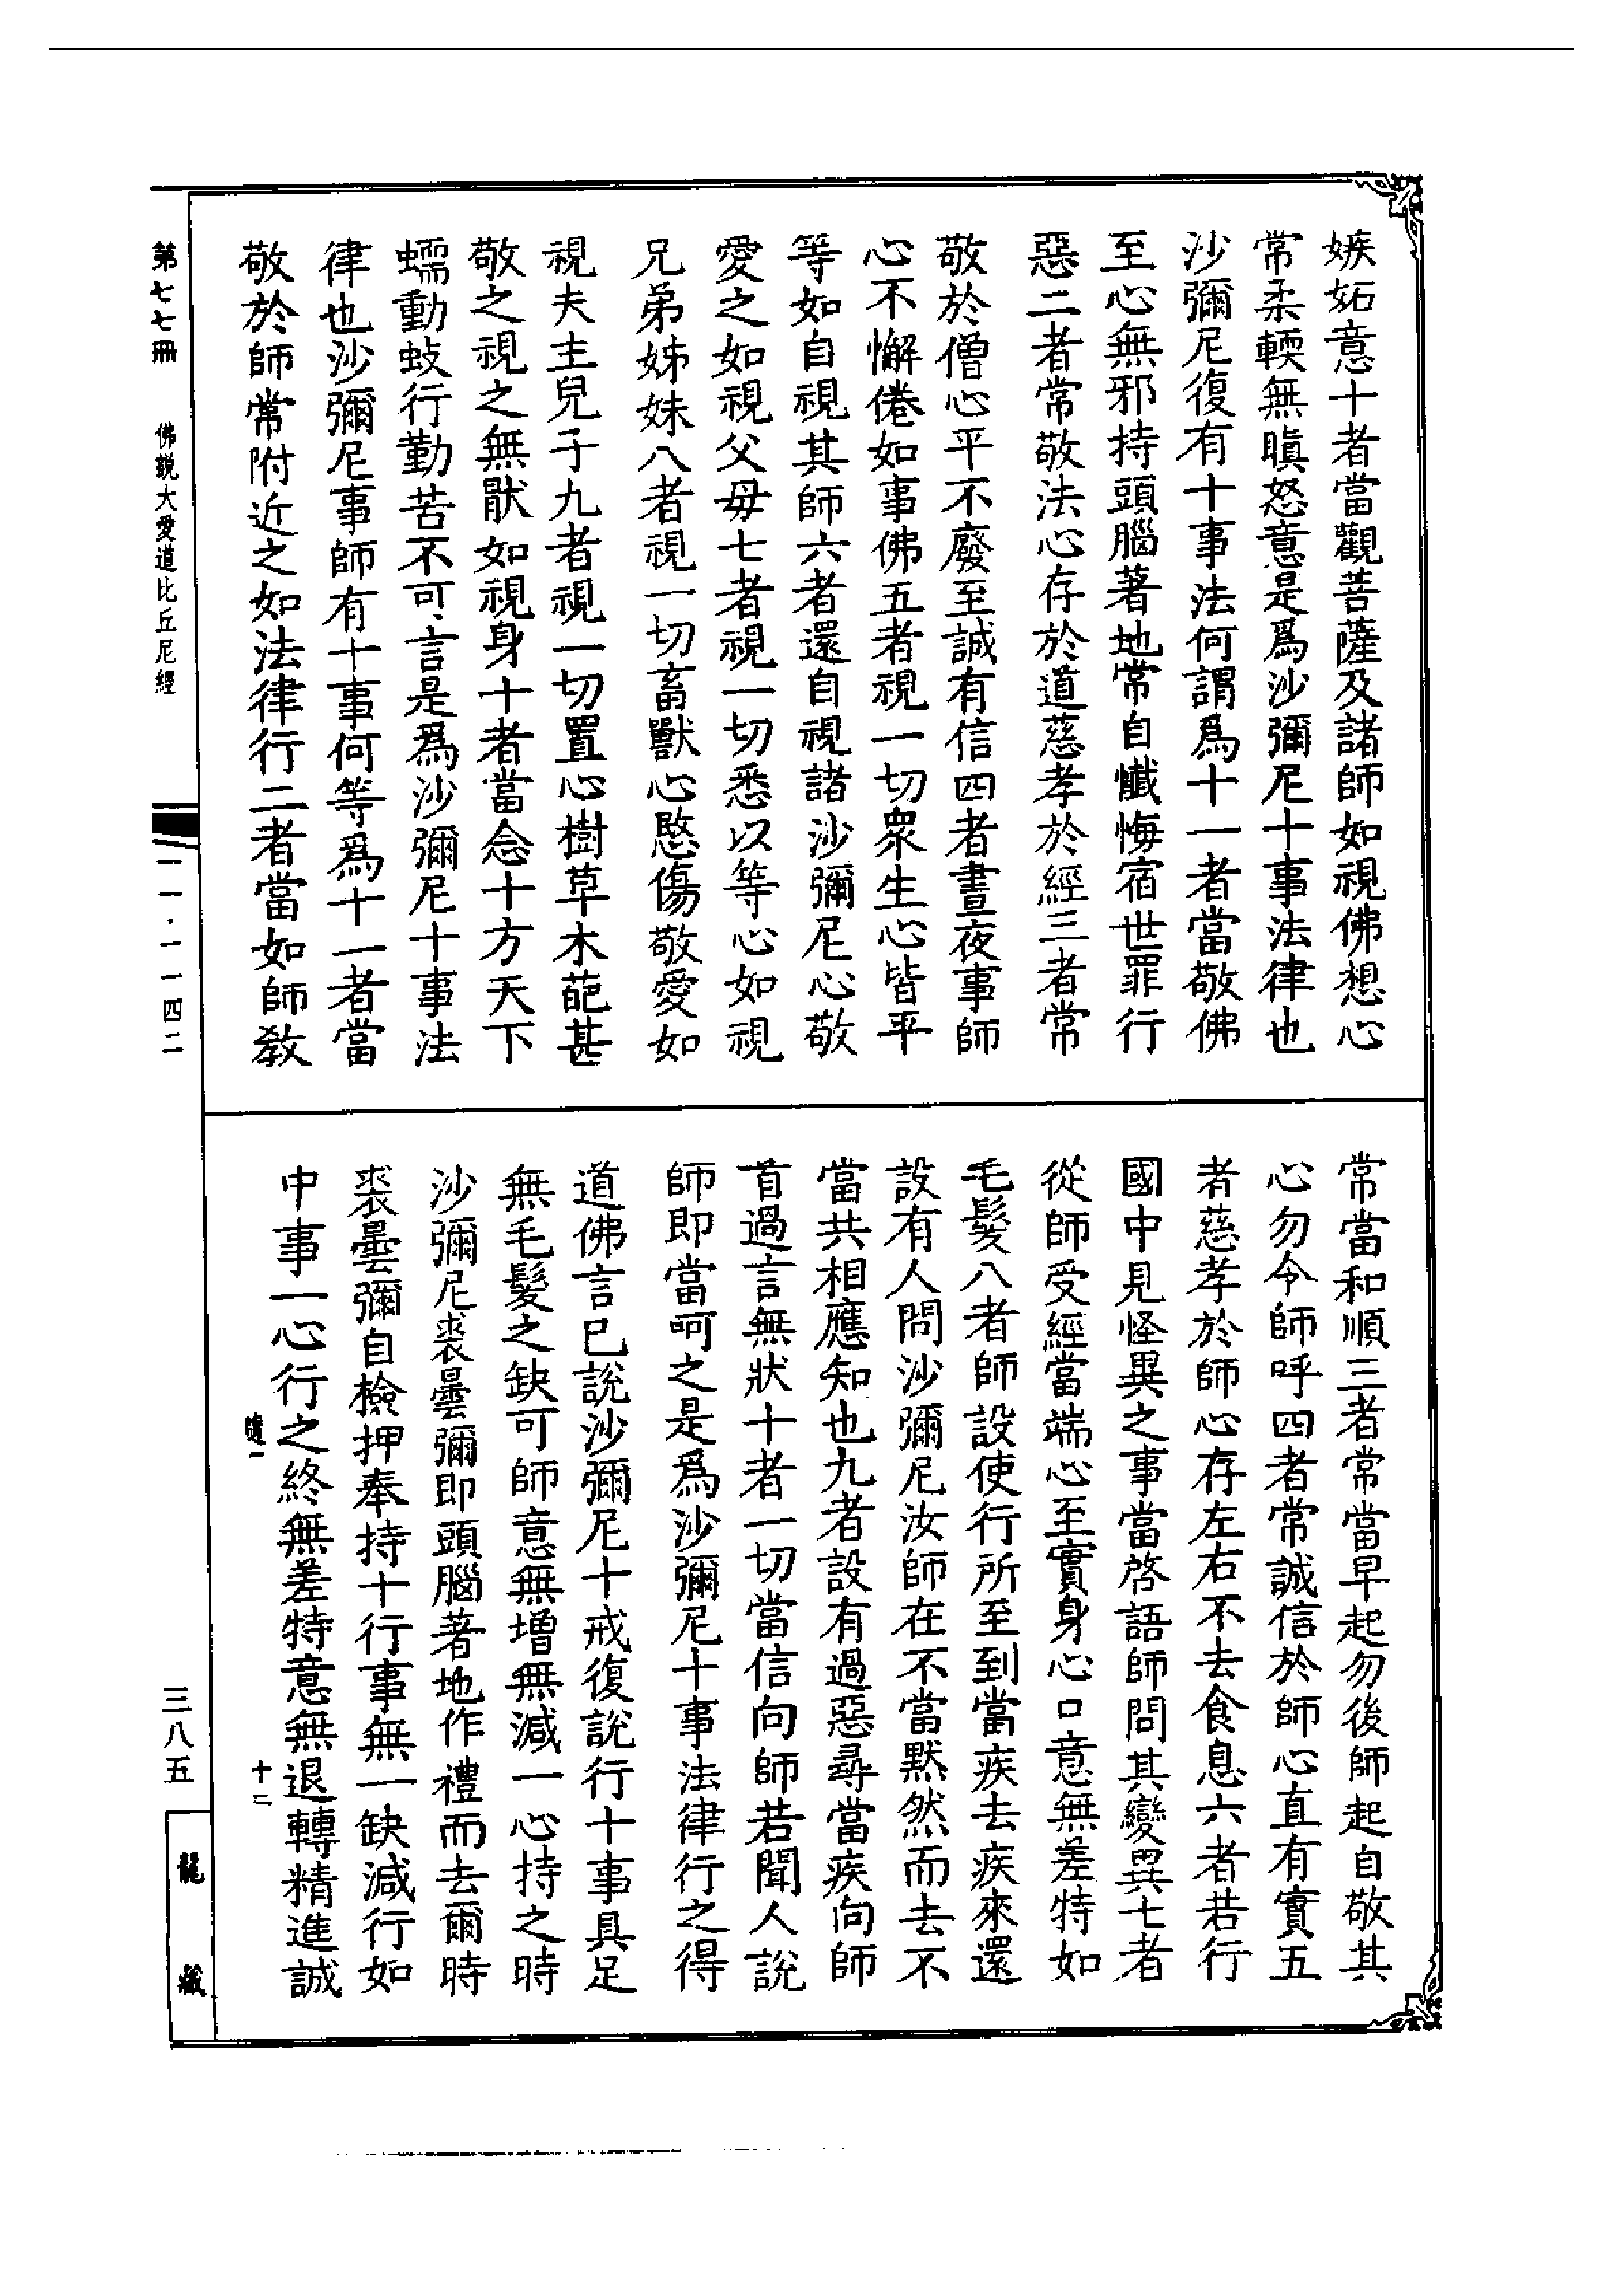 嫉妬意十者當觀菩薩及諸師如視佛想心
常柔輭無瞋怒意是爲沙彌尼十事法律也
沙彌尼復有十事法何謂爲十一者當敬佛
至心無邪持頭腦著地常自懺悔宿世罪行
惡二者常敬法心存於道慈孝於經三者常
敬於僧心平不廢至誠有信四者晝夜事師
心不懈倦如事佛五者視一切衆生心皆平
等如自視其師六者還自視諸沙彌尼心敬
愛之如視父母七者視一切悉以等心如視
兄弟姊妹八者視一切畜獸心愍傷敬愛如
視夫主兒子九者視一切置心樹草木葩甚
敬之視之無猒如視身十者當念十方天下
蠕動蚑行勤苦不可言是爲沙彌尼十事法
律也沙彌尼事師有十事何等爲十一者當
敬於師常附近之如法律行二者當如師教
常當和順三者常當早起勿後師起自敬其
心勿令師呼四者常誠信於師心直有實五
者慈孝於師心存左右不去食息六者若行
國中見怪異之事當啓語師問其變異七者
從師受經當端心至實身心口意無差特如
毛髮八者師設使行所至到當疾去疾來還
設有人問沙彌尼汝師在不當默然而去不
當共相應知也九者設有過惡尋當疾向師
首過言無狀十者一切當信向師若聞人說
師即當呵之是爲沙彌尼十事法律行之得
道佛言已說沙彌尼十戒復說行十事具足
無毛髮之缺可師意無增無減一心持之時
沙彌尼裘曇彌即頭腦著地作禮而去爾時
裘曇彌自檢押奉持十行事無一缺減行如
中事一心行之終無差特意無退轉精進誠
隨一 十二
第七七冊 佛説大愛道比丘尼經 一一·一一四二
三八五 龍藏